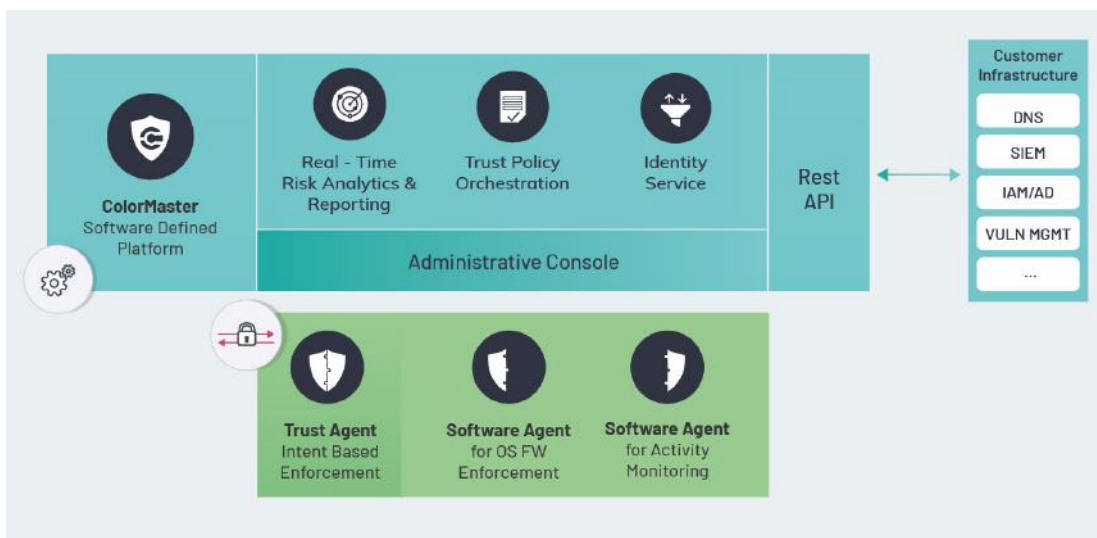 ColorMaster
Software Defined
Platform
Real - Time
Risk Analytics &
Reporting
Trust Policy
Orchestration
Identity
Service
Administrative Console
Rest
API
Customer
Infrastructure
DNS
SIEM
IAM/AD
VULN MGMT
...
Trust Agent
Intent Based
Enforcement
Software Agent
for OS FW
Enforcement
Software Agent
for Activity
Monitoring